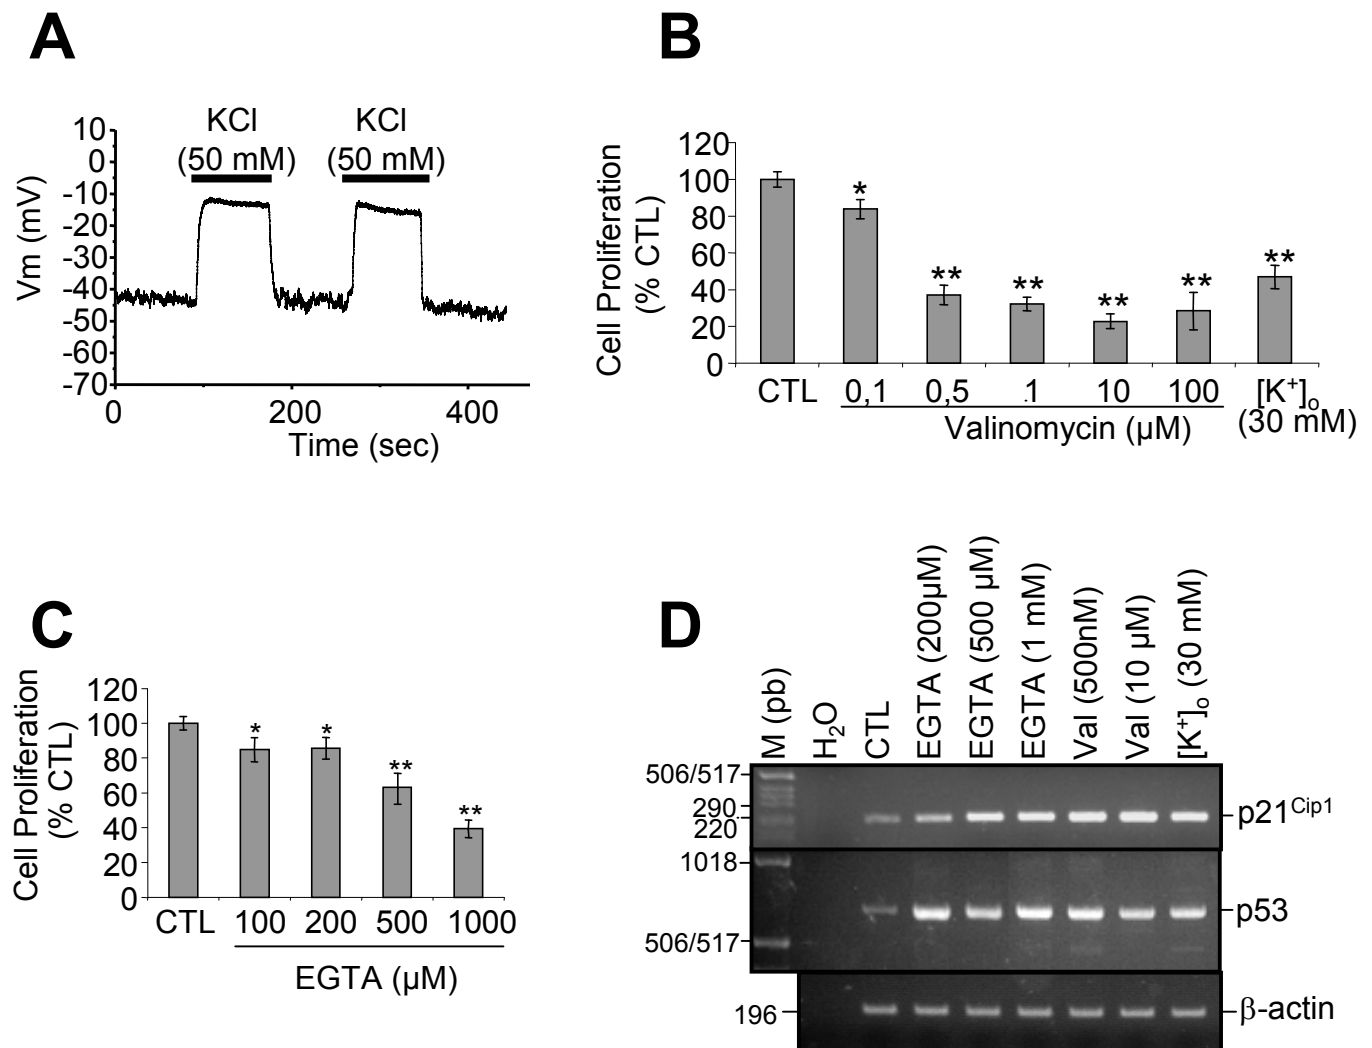 A
KCl KCl
(50 mM) (50 mM)
10
0
-10
-20
-30
-40
-50
-60
-70
Vm (mV)
0 200 400
Time (sec)
B
120
100
80
60
40
20
0
Cell Proliferation
(% CTL)
* ** ** ** ** **
CTL 0,1 0,5 1 10 100 [K⁺]ₒ
Valinomycin (µM) (30 mM)
C
120
100
80
60
40
20
0
Cell Proliferation
(% CTL)
* * ** **
CTL 100 200 500 1000
EGTA (µM)
D
M (pb)
H₂O
CTL
EGTA (200µM)
EGTA (500 µM)
EGTA (1 mM)
Val (500nM)
Val (10 µM)
[K⁺]ₒ (30 mM)
506/517
290
220
p21ᶜⁱᵖ¹
1018
506/517
p53
196
β-actin